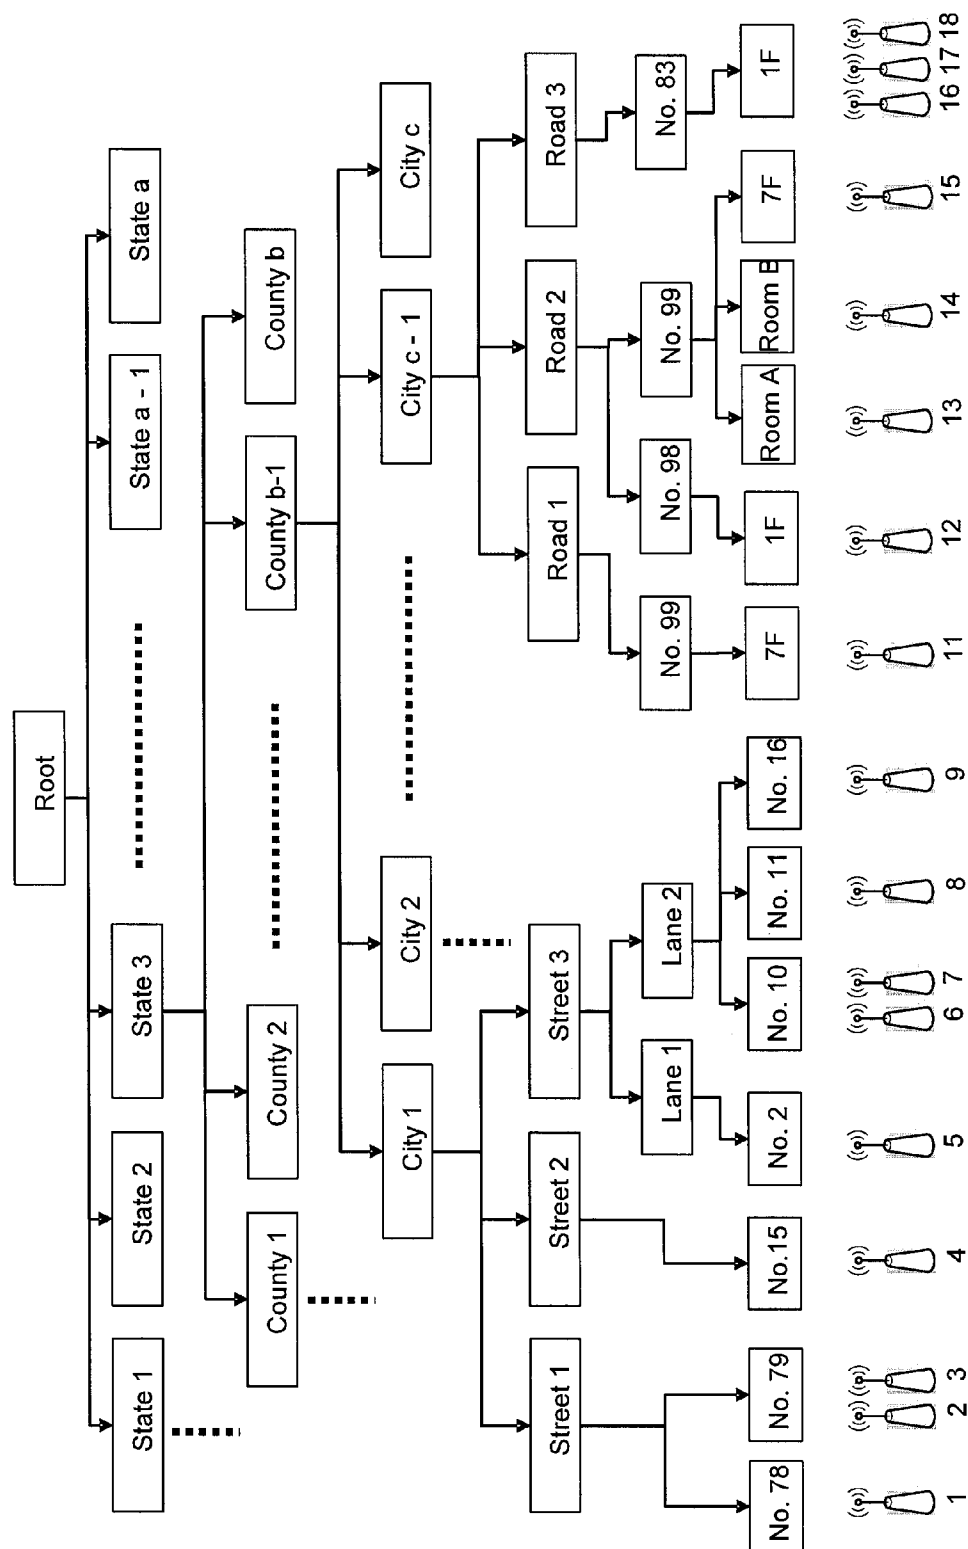 Root
State 1
State 2
State 3
State a - 1
State a
County 1
County 2
County b-1
County b
City 1
City 2
City c - 1
City c
Street 1
Street 2
Street 3
Road 1
Road 2
Road 3
Lane 1
Lane 2
No. 99
No. 98
No. 99
No. 83
No. 78
No. 79
No.15
No. 2
No. 10
No. 11
No. 16
7F
1F
Room A
Room B
7F
1F
1 2 3 4 5 6 7 8 9 11 12 13 14 15 16 17 18